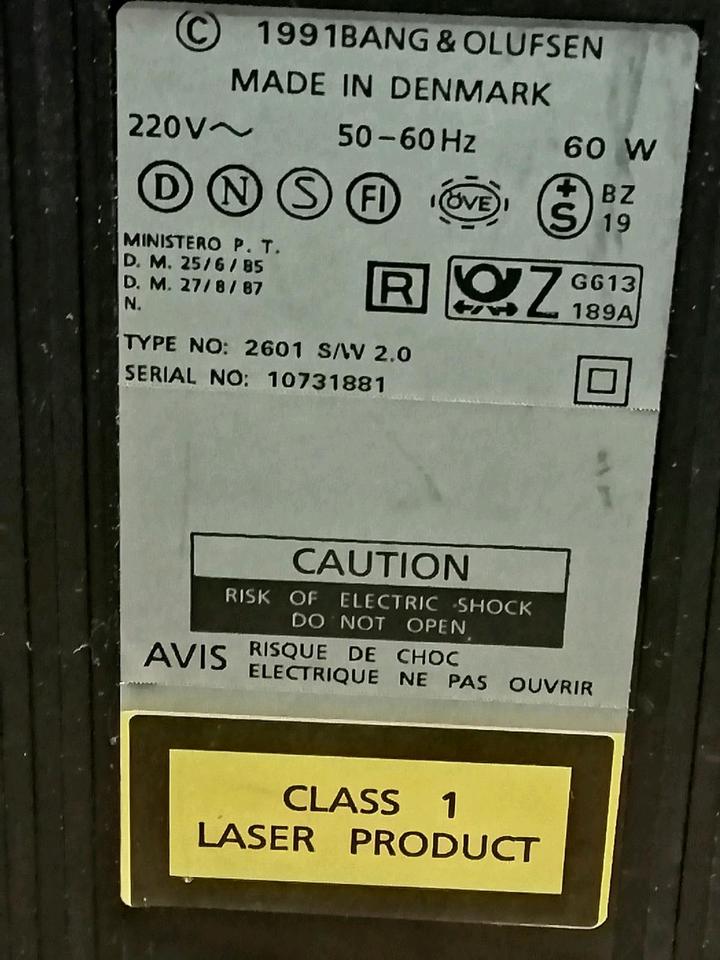 © 1991 BANG & OLUFSEN
MADE IN DENMARK
220V~ 50-60Hz 60 W
D N S FI ÖVE +S BZ 19
MINISTERO P. T.
D. M. 25/6/85
D. M. 27/8/87
N.
R Z G613 189A
TYPE NO: 2601 S/W 2.0
SERIAL NO: 10731881
CAUTION
RISK OF ELECTRIC SHOCK
DO NOT OPEN
AVIS RISQUE DE CHOC
ELECTRIQUE NE PAS OUVRIR
CLASS 1
LASER PRODUCT